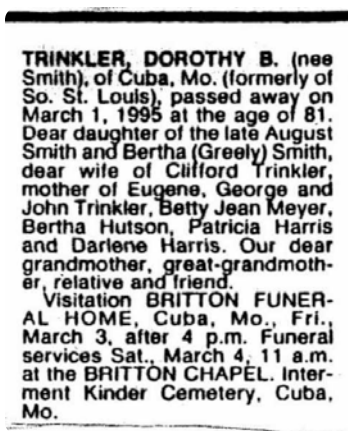 TRINKLER, DOROTHY B. (nee
Smith), of Cuba, Mo. (formerly of
So. St. Louis), passed away on
March 1, 1995 at the age of 81.
Dear daughter of the late August
Smith and Bertha (Greely) Smith,
dear wife of Clifford Trinkler,
mother of Eugene, George and
John Trinkler, Betty Jean Meyer,
Bertha Hutson, Patricia Harris
and Darlene Harris. Our dear
grandmother, great-grandmoth-
er, relative and friend.
Visitation BRITTON FUNER-
AL HOME, Cuba, Mo., Fri.,
March 3, after 4 p.m. Funeral
services Sat., March 4, 11 a.m.
at the BRITTON CHAPEL. Inter-
ment Kinder Cemetery, Cuba,
Mo.